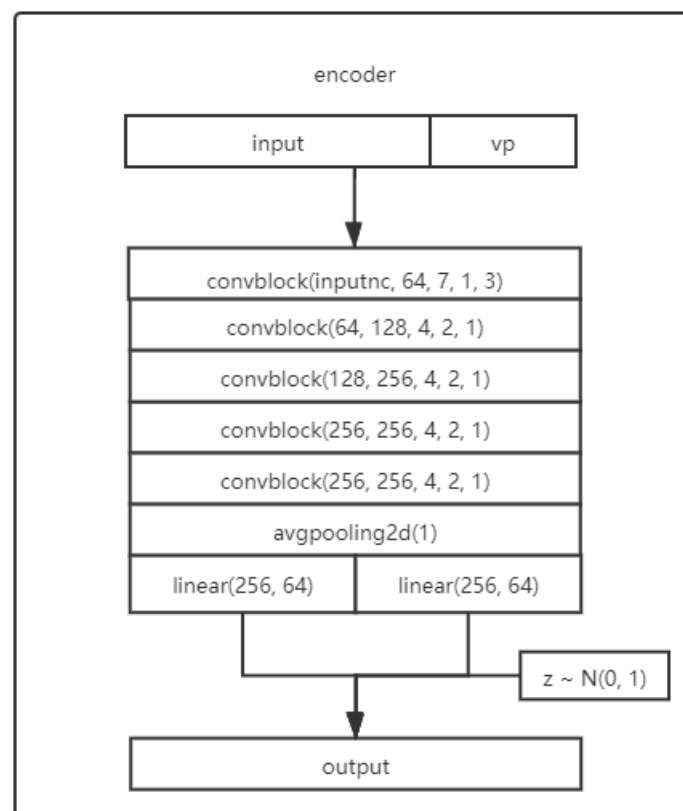 encoder
input
vp
convblock(inputnc, 64, 7, 1, 3)
convblock(64, 128, 4, 2, 1)
convblock(128, 256, 4, 2, 1)
convblock(256, 256, 4, 2, 1)
convblock(256, 256, 4, 2, 1)
avgpooling2d(1)
linear(256, 64)
linear(256, 64)
z ~ N(0, 1)
output